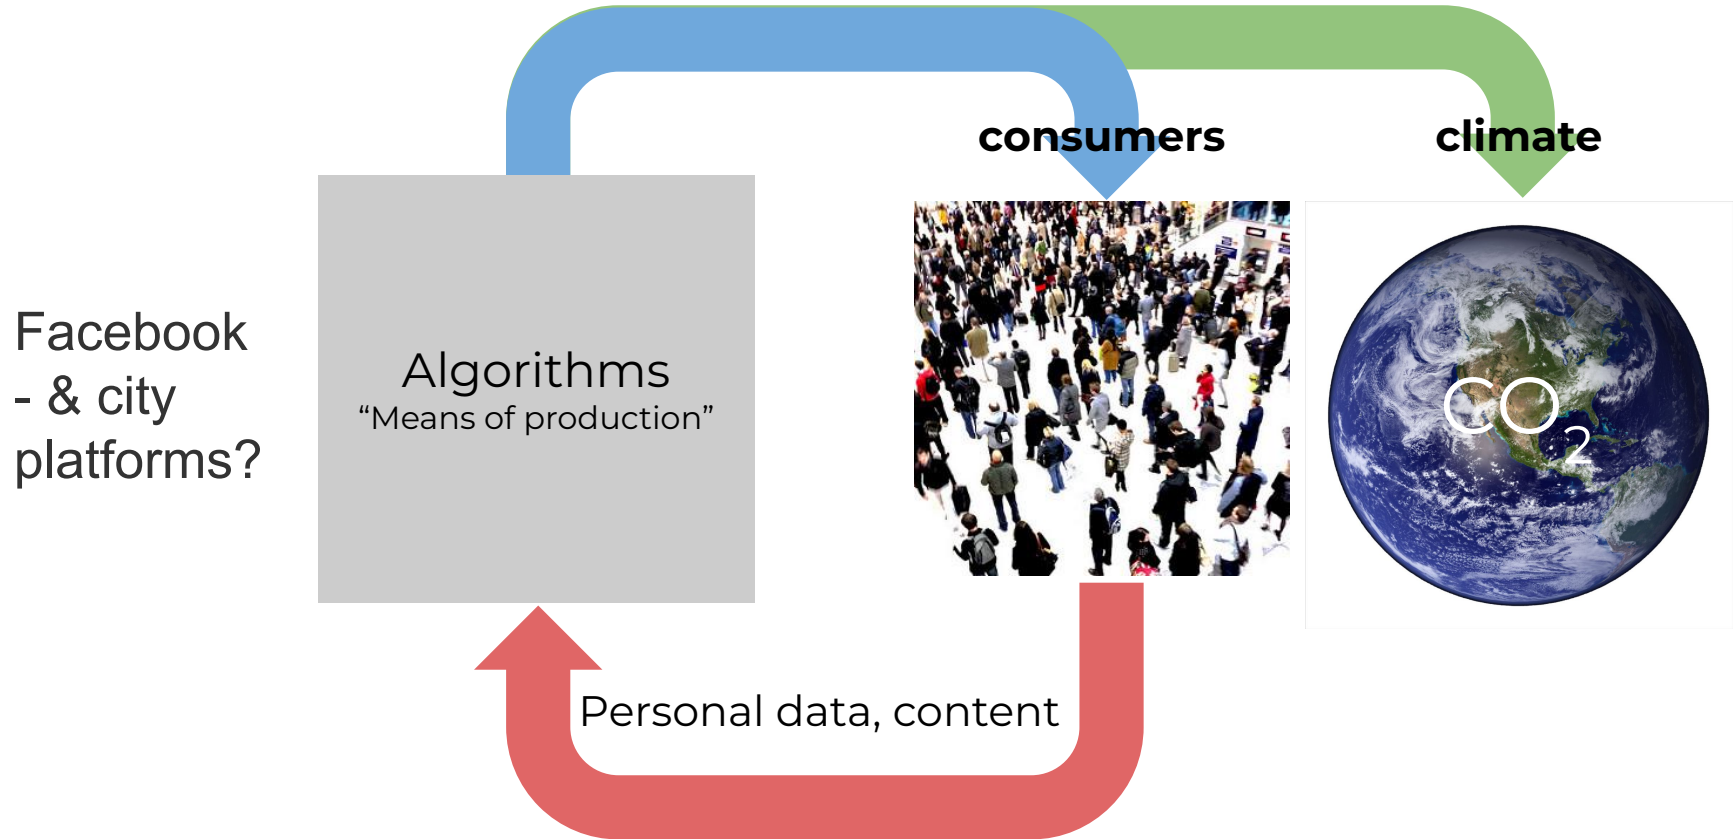 consumers
climate
Facebook
- & city
platforms?
Algorithms
“Means of production”
CO2
Personal data, content